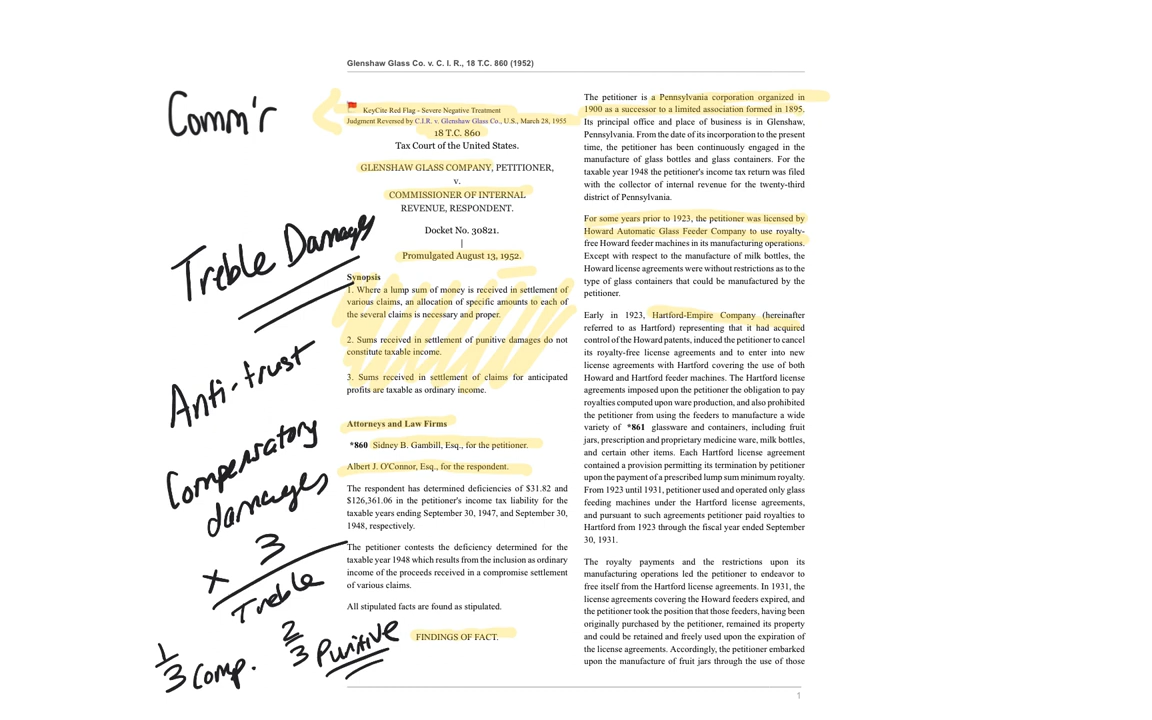 Glenshaw Glass Co. v. C. I. R., 18 T.C. 860 (1952)
Comm'r
Treble Damages
Anti-trust
Compensatory
damages
x 3
Treble
1/3 Comp.
2/3 Punitive
KeyCite Red Flag - Severe Negative Treatment
Judgment Reversed by C.I.R. v. Glenshaw Glass Co., U.S., March 28, 1955
18 T.C. 860
Tax Court of the United States.
GLENSHAW GLASS COMPANY, PETITIONER,
v.
COMMISSIONER OF INTERNAL
REVENUE, RESPONDENT.
Docket No. 30821.
|
Promulgated August 13, 1952.
Synopsis
1. Where a lump sum of money is received in settlement of
various claims, an allocation of specific amounts to each of
the several claims is necessary and proper.
2. Sums received in settlement of punitive damages do not
constitute taxable income.
3. Sums received in settlement of claims for anticipated
profits are taxable as ordinary income.
Attorneys and Law Firms
*860 Sidney B. Gambill, Esq., for the petitioner.
Albert J. O'Connor, Esq., for the respondent.
The respondent has determined deficiencies of $31.82 and
$126,361.06 in the petitioner's income tax liability for the
taxable years ending September 30, 1947, and September 30,
1948, respectively.
The petitioner contests the deficiency determined for the
taxable year 1948 which results from the inclusion as ordinary
income of the proceeds received in a compromise settlement
of various claims.
All stipulated facts are found as stipulated.
FINDINGS OF FACT.
The petitioner is a Pennsylvania corporation organized in
1900 as a successor to a limited association formed in 1895.
Its principal office and place of business is in Glenshaw,
Pennsylvania. From the date of its incorporation to the present
time, the petitioner has been continuously engaged in the
manufacture of glass bottles and glass containers. For the
taxable year 1948 the petitioner's income tax return was filed
with the collector of internal revenue for the twenty-third
district of Pennsylvania.
For some years prior to 1923, the petitioner was licensed by
Howard Automatic Glass Feeder Company to use royalty-
free Howard feeder machines in its manufacturing operations.
Except with respect to the manufacture of milk bottles, the
Howard license agreements were without restrictions as to the
type of glass containers that could be manufactured by the
petitioner.
Early in 1923, Hartford-Empire Company (hereinafter
referred to as Hartford) representing that it had acquired
control of the Howard patents, induced the petitioner to cancel
its royalty-free license agreements and to enter into new
license agreements with Hartford covering the use of both
Howard and Hartford feeder machines. The Hartford license
agreements imposed upon the petitioner the obligation to pay
royalties computed upon ware production, and also prohibited
the petitioner from using the feeders to manufacture a wide
variety of *861 glassware and containers, including fruit
jars, prescription and proprietary medicine ware, milk bottles,
and certain other items. Each Hartford license agreement
contained a provision permitting its termination by petitioner
upon the payment of a prescribed lump sum minimum royalty.
From 1923 until 1931, petitioner used and operated only glass
feeding machines under the Hartford license agreements,
and pursuant to such agreements petitioner paid royalties to
Hartford from 1923 through the fiscal year ended September
30, 1931.
The royalty payments and the restrictions upon its
manufacturing operations led the petitioner to endeavor to
free itself from the Hartford license agreements. In 1931, the
license agreements covering the Howard feeders expired, and
the petitioner took the position that those feeders, having been
originally purchased by the petitioner, remained its property
and could be retained and freely used upon the expiration of
the license agreements. Accordingly, the petitioner embarked
upon the manufacture of fruit jars through the use of those
1